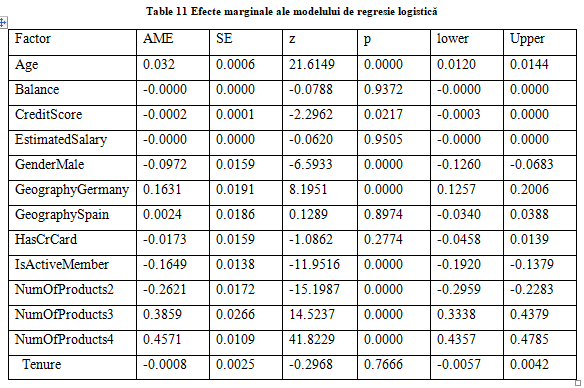 Table 11 Efecte marginale ale modelului de regresie logistică
Factor AME SE z p lower Upper
Age 0.032 0.0006 21.6149 0.0000 0.0120 0.0144
Balance -0.0000 0.0000 -0.0788 0.9372 -0.0000 0.0000
CreditScore -0.0002 0.0001 -2.2962 0.0217 -0.0003 0.0000
EstimatedSalary -0.0000 0.0000 -0.0620 0.9505 -0.0000 0.0000
GenderMale -0.0972 0.0159 -6.5933 0.0000 -0.1260 -0.0683
GeographyGermany 0.1631 0.0191 8.1951 0.0000 0.1257 0.2006
GeographySpain 0.0024 0.0186 0.1289 0.8974 -0.0340 0.0388
HasCrCard -0.0173 0.0159 -1.0862 0.2774 -0.0458 0.0139
IsActiveMember -0.1649 0.0138 -11.9516 0.0000 -0.1920 -0.1379
NumOfProducts2 -0.2621 0.0172 -15.1987 0.0000 -0.2959 -0.2283
NumOfProducts3 0.3859 0.0266 14.5237 0.0000 0.3338 0.4379
NumOfProducts4 0.4571 0.0109 41.8229 0.0000 0.4357 0.4785
Tenure -0.0008 0.0025 -0.2968 0.7666 -0.0057 0.0042